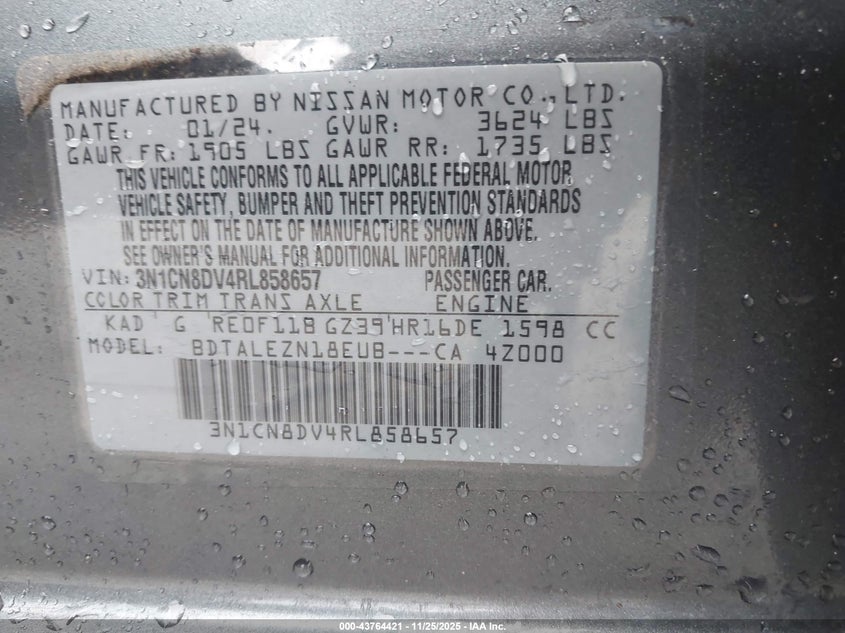 MANUFACTURED BY NISSAN MOTOR CO., LTD.
DATE: 01/24. GVWR: 3624 LBS
GAWR FR: 1905 LBS GAWR RR: 1735 LBS
THIS VEHICLE CONFORMS TO ALL APPLICABLE FEDERAL MOTOR
VEHICLE SAFETY, BUMPER AND THEFT PREVENTION STANDARDS
IN EFFECT ON THE DATE OF MANUFACTURE SHOWN ABOVE.
SEE OWNER'S MANUAL FOR ADDITIONAL INFORMATION.
VIN: 3N1CN8DV4RL858657 PASSENGER CAR.
COLOR TRIM TRANS AXLE ENGINE
KAD G RE0F11B GZ39 HR16DE 1598 CC
MODEL: BDTALEZN18EUB---CA 4Z000
3N1CN8DV4RL858657
000-43764421 - 11/25/2025 - IAA Inc.